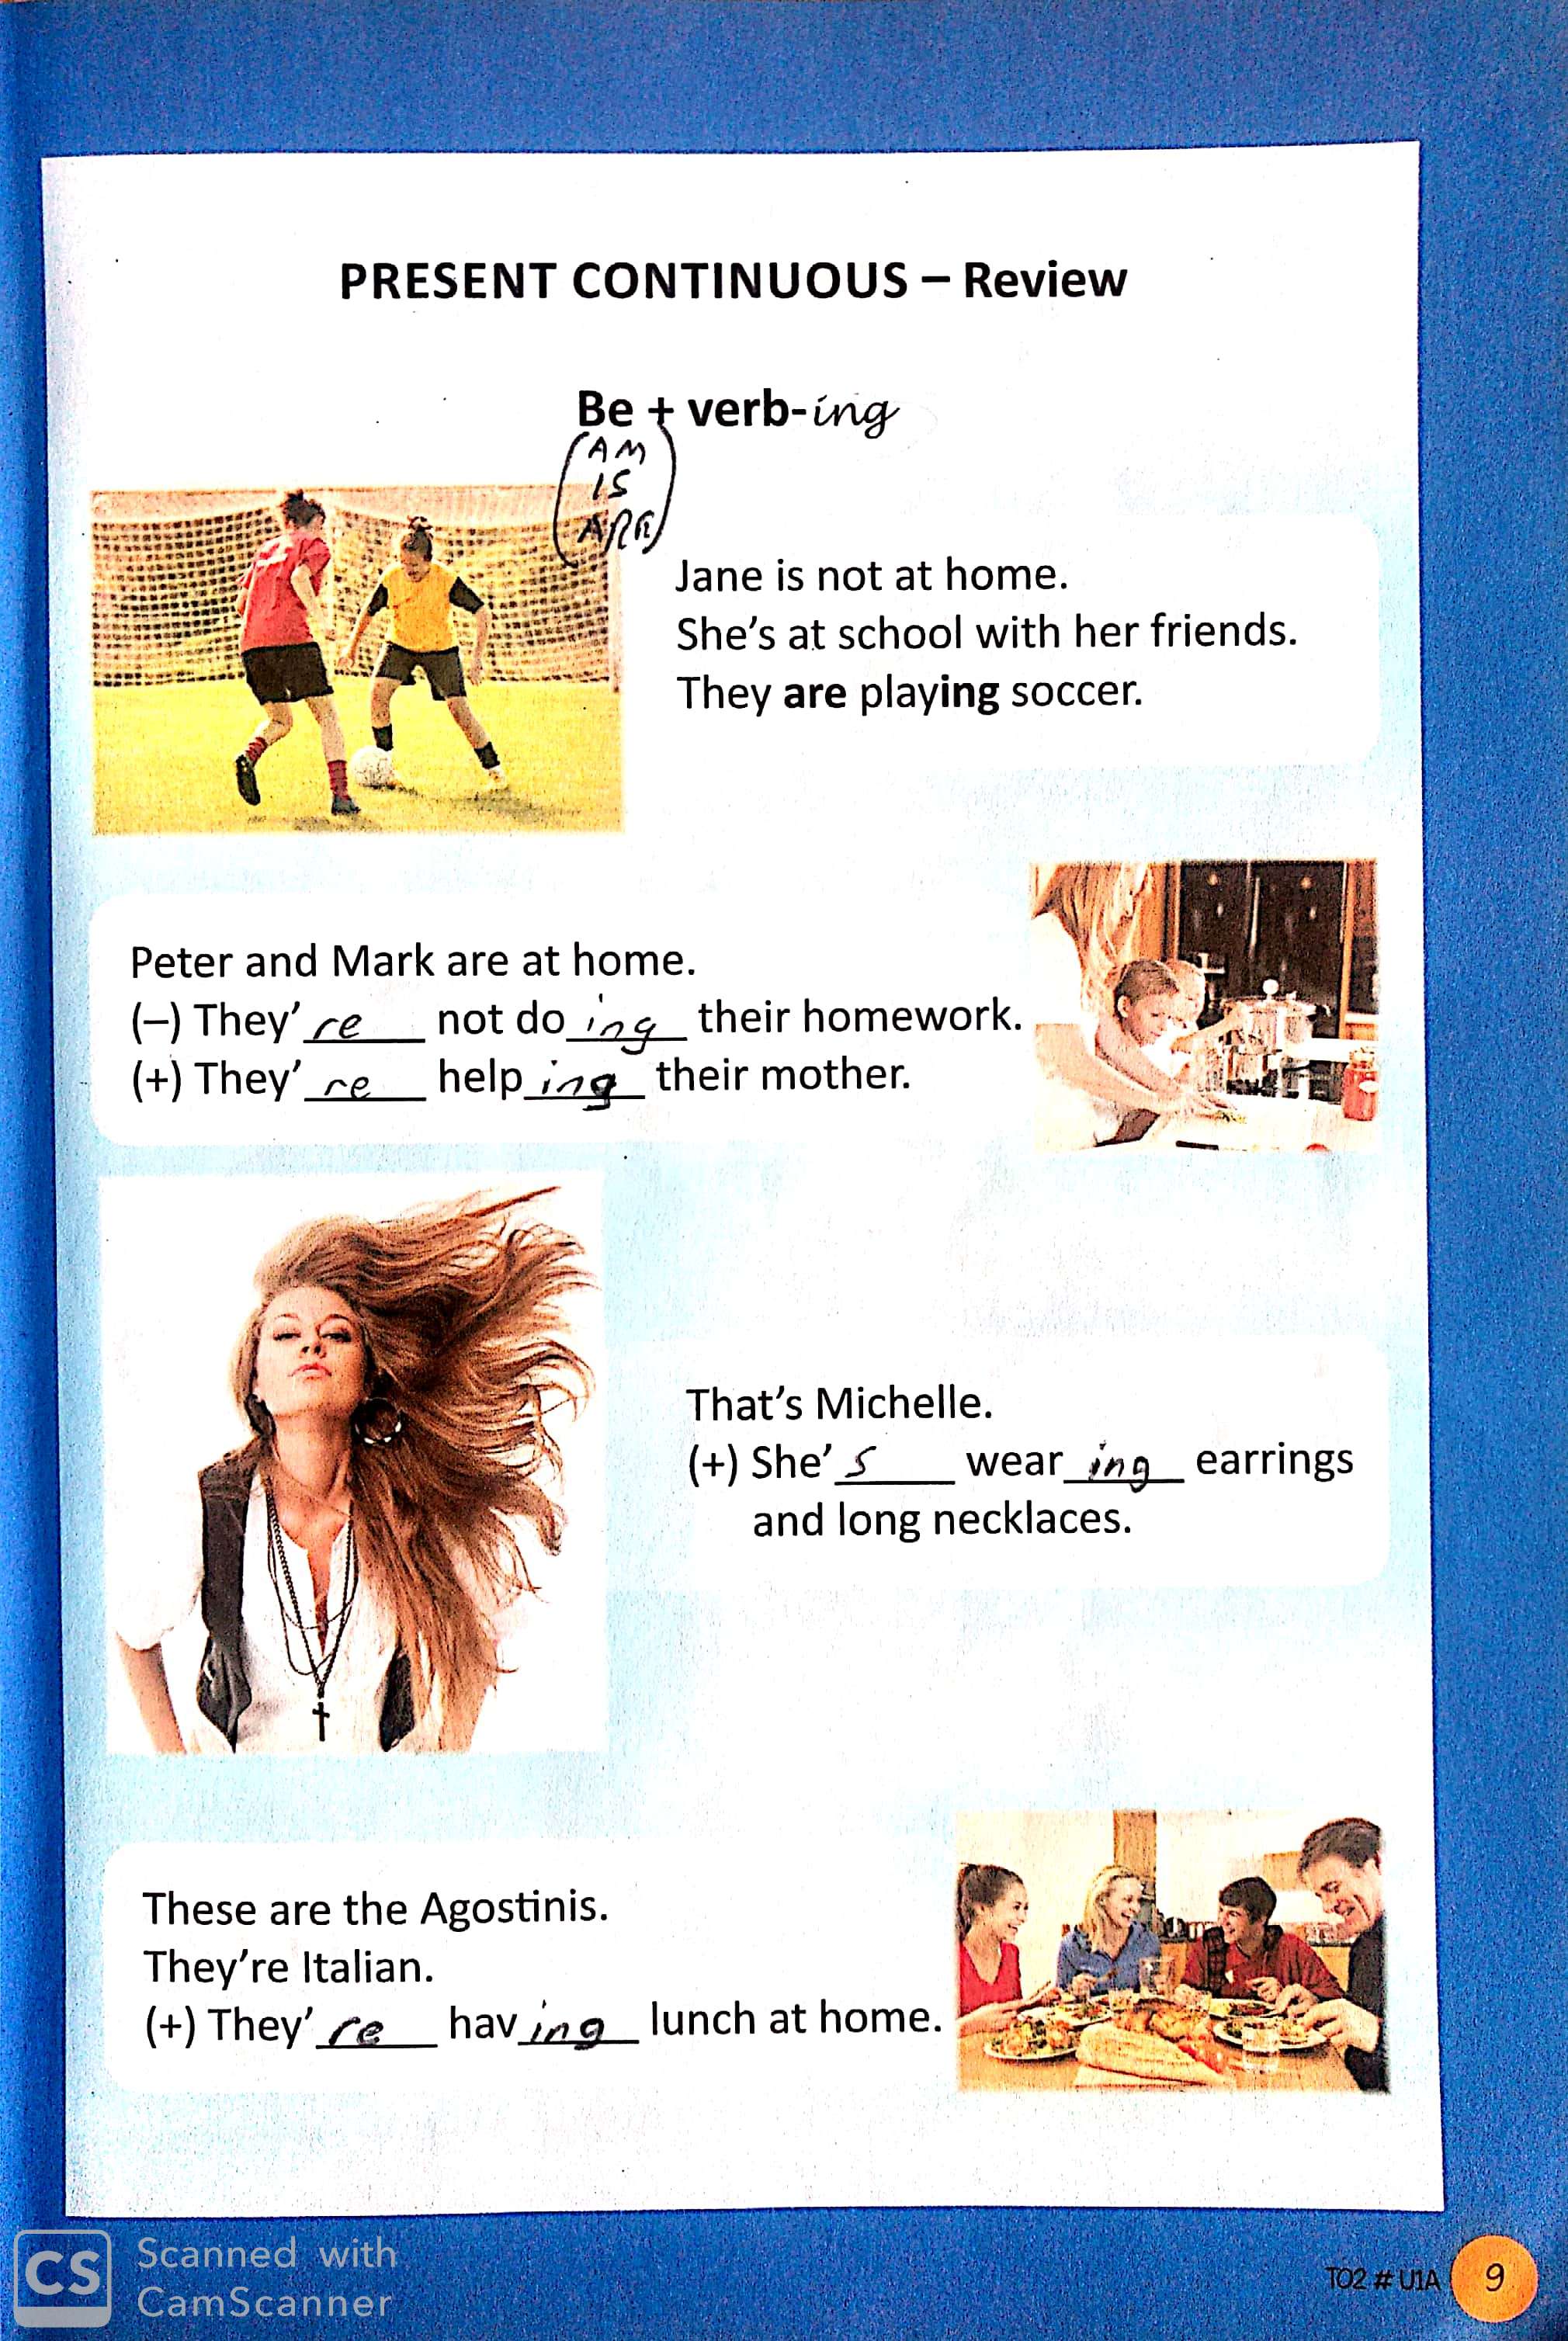 PRESENT CONTINUOUS – Review
Be + verb-ing
(AM
IS
ARE)
Jane is not at home.
She's at school with her friends.
They are playing soccer.
Peter and Mark are at home.
(–) They're not doing their homework.
(+) They're helping their mother.
That's Michelle.
(+) She's wearing earrings
and long necklaces.
These are the Agostinis.
They're Italian.
(+) They're having lunch at home.
CS Scanned with
CamScanner
TO2 # U1A 9